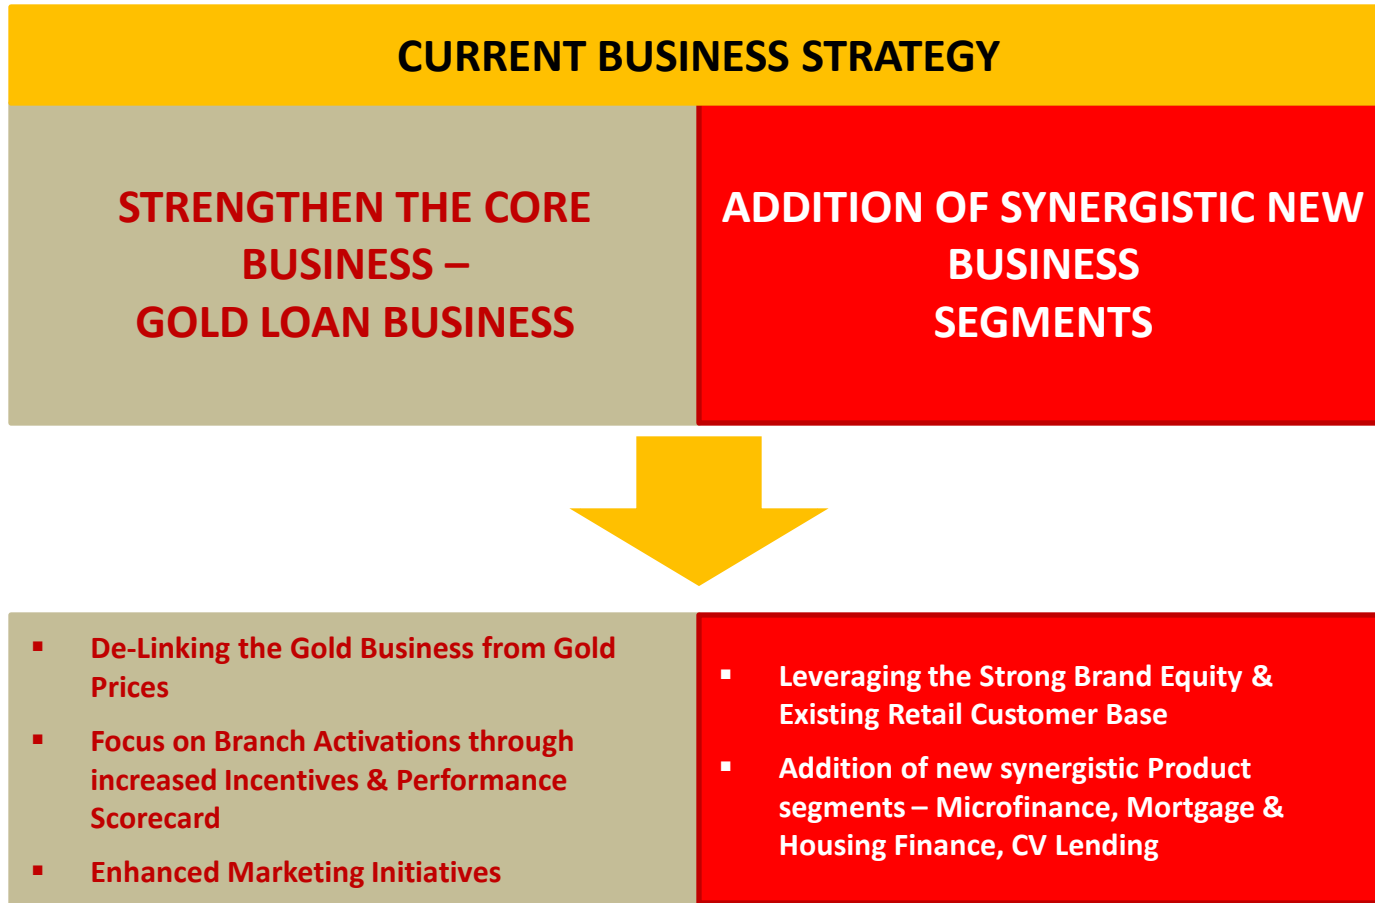 CURRENT BUSINESS STRATEGY
STRENGTHEN THE CORE
BUSINESS –
GOLD LOAN BUSINESS
ADDITION OF SYNERGISTIC NEW
BUSINESS
SEGMENTS
▪ De-Linking the Gold Business from Gold
Prices
▪ Focus on Branch Activations through
increased Incentives & Performance
Scorecard
▪ Enhanced Marketing Initiatives
▪ Leveraging the Strong Brand Equity &
Existing Retail Customer Base
▪ Addition of new synergistic Product
segments – Microfinance, Mortgage &
Housing Finance, CV Lending